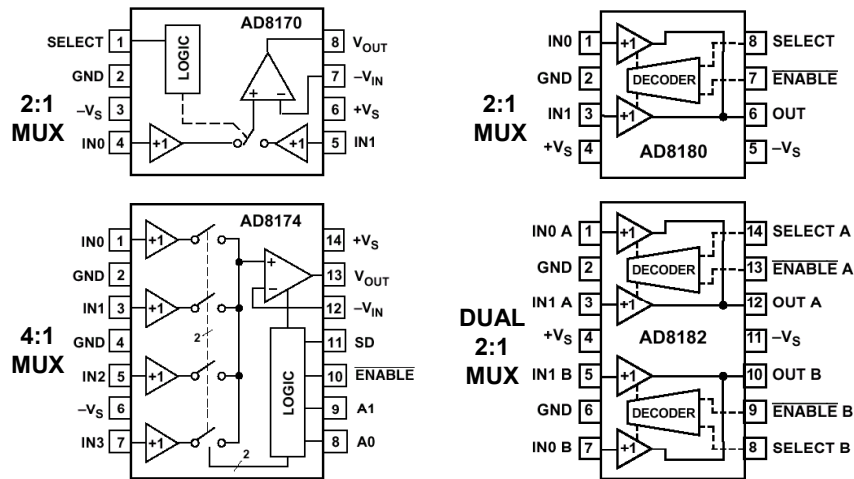 AD8170
SELECT 1
8 VOUT
LOGIC
GND 2
7 –VIN
+ –
2:1
MUX
–VS 3
6 +VS
IN0 4
+1
+1
5 IN1
IN0 1
+1
8 SELECT
GND 2
DECODER
7 ENABLE
2:1
MUX
IN1 3
+1
6 OUT
+VS 4
AD8180
5 –VS
AD8174
IN0 1
+1
14 +VS
GND 2
+
–
13 VOUT
IN1 3
+1
12 –VIN
4:1
MUX
GND 4
2
11 SD
IN2 5
+1
LOGIC
10 ENABLE
–VS 6
9 A1
IN3 7
+1
2
8 A0
IN0 A 1
+1
14 SELECT A
GND 2
DECODER
13 ENABLE A
IN1 A 3
+1
12 OUT A
DUAL
2:1
MUX
+VS 4
AD8182
11 –VS
IN1 B 5
+1
10 OUT B
GND 6
DECODER
9 ENABLE B
IN0 B 7
+1
8 SELECT B